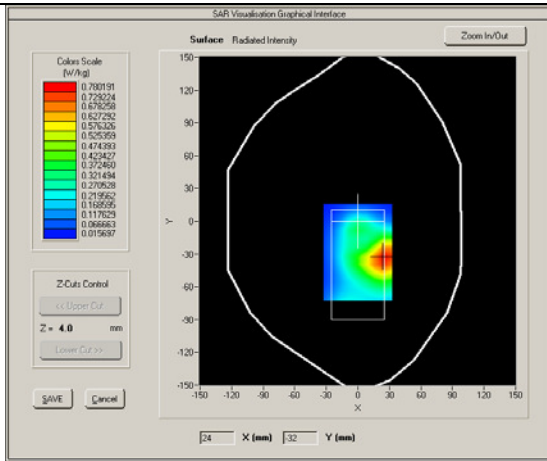 SAR Visualisation Graphical Interface
Surface Radiated Intensity
Zoom In/Out
Colors Scale
(W/kg)
0.780191
0.729224
0.678258
0.627292
0.576326
0.525359
0.474393
0.423427
0.372460
0.321494
0.270528
0.219562
0.168595
0.117629
0.066663
0.015697
Z-Cuts Control
<< Upper Cut
Z = 4.0 mm
Lower Cut >>
SAVE Cancel
150
120
90
60
30
0
-30
-60
-90
-120
-150
Y
-150 -120 -90 -60 -30 0 30 60 90 120 150
X
24 X (mm) -32 Y (mm)